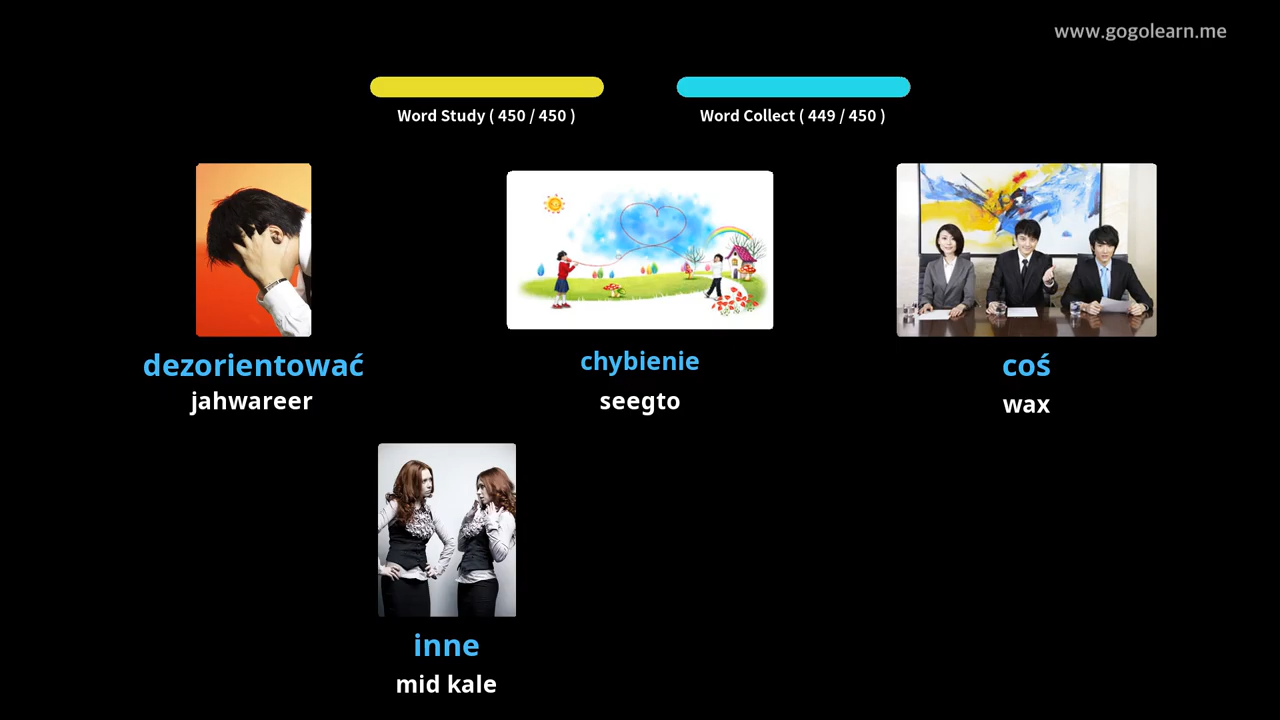 www.gogolearn.me
Word Study ( 450 / 450 )
Word Collect ( 449 / 450 )
dezorientować
jahwareer
chybienie
seegto
coś
wax
inne
mid kale